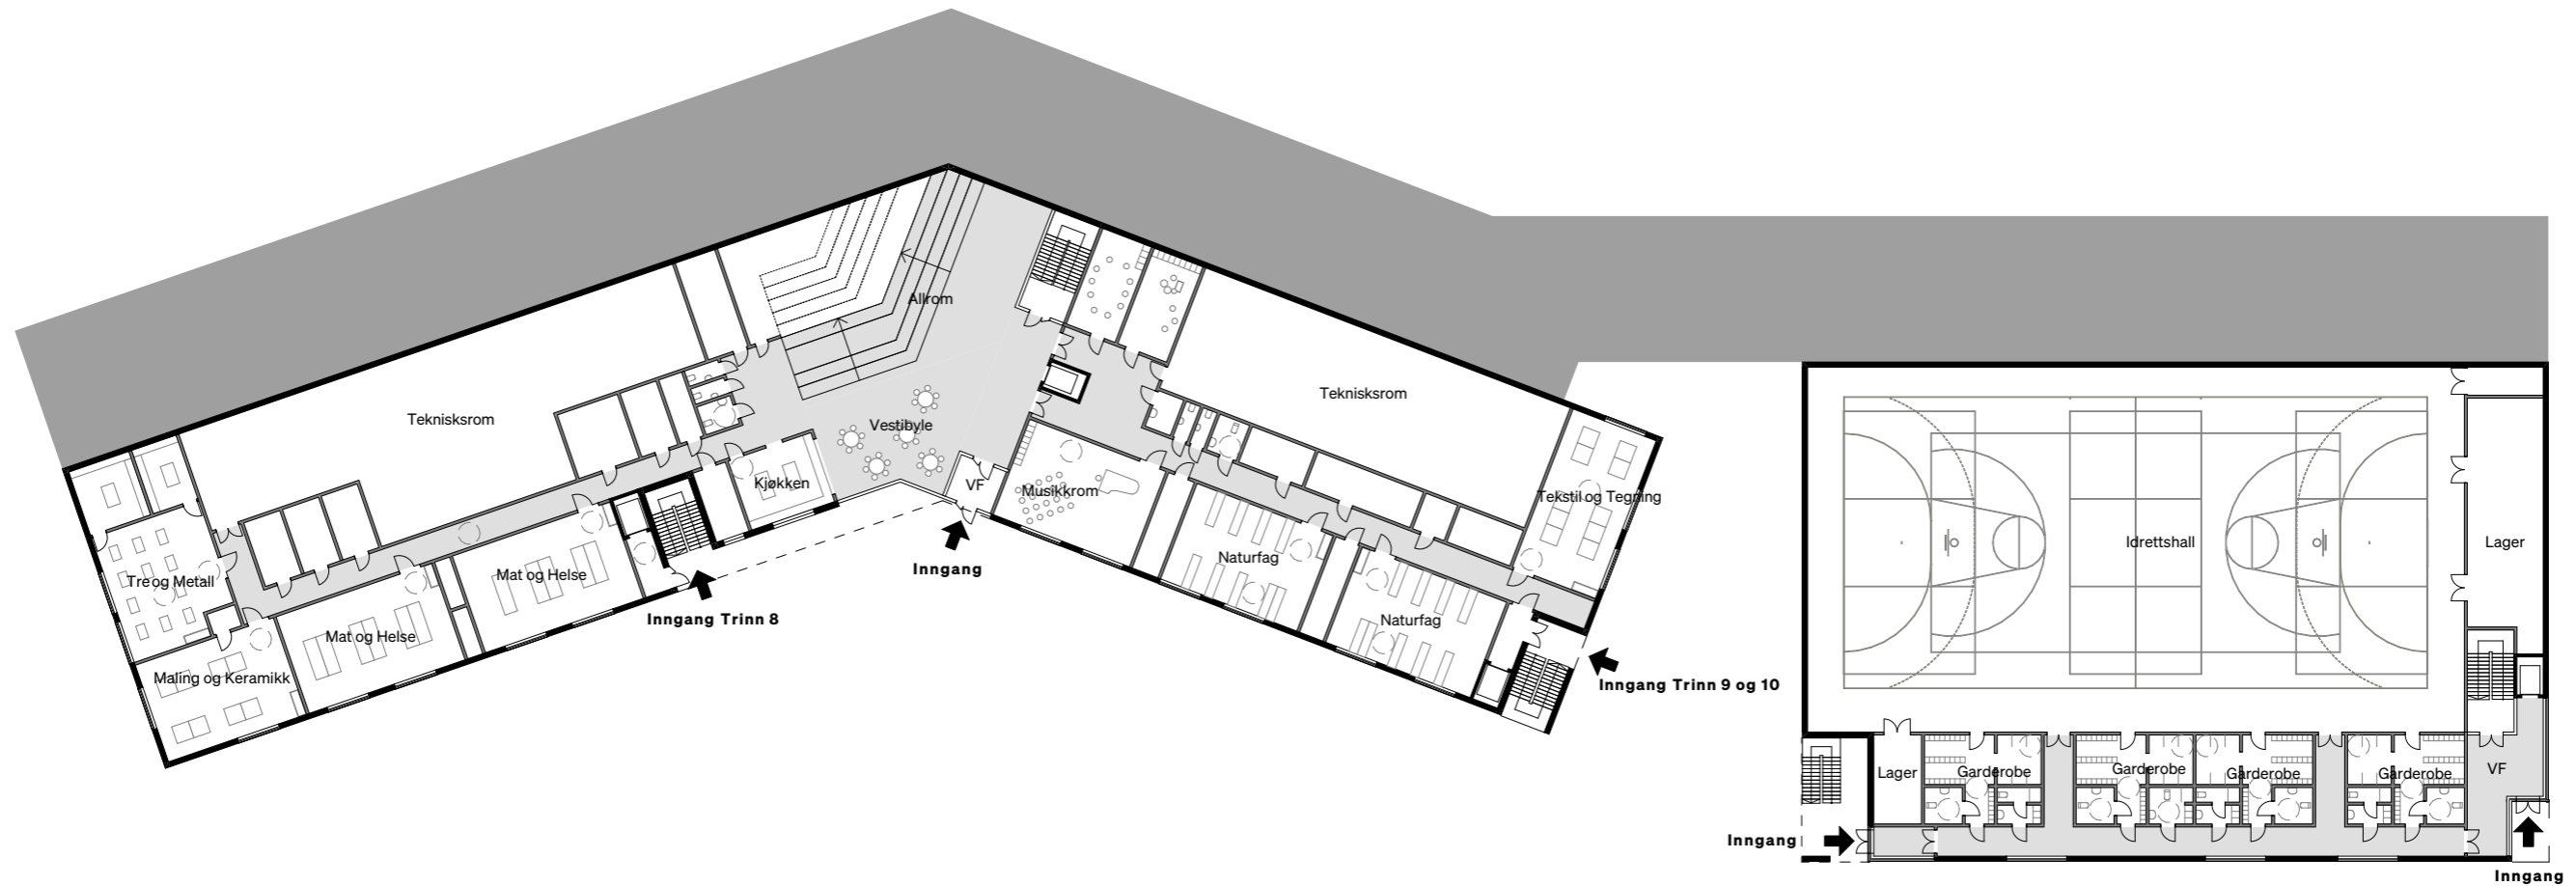 Allrom
Tekniskrom
Vestibyle
Kjøkken
VF
Musikkrom
Tekniskrom
Tekstil og Tegning
Tre og Metall
Mat og Helse
Mat og Helse
Maling og Keramikk
Naturfag
Naturfag
Inngang
Inngang Trinn 8
Inngang Trinn 9 og 10
Idrettshall
Lager
Lager
Garderobe
Garderobe
Garderobe
Garderobe
VF
Inngang
Inngang